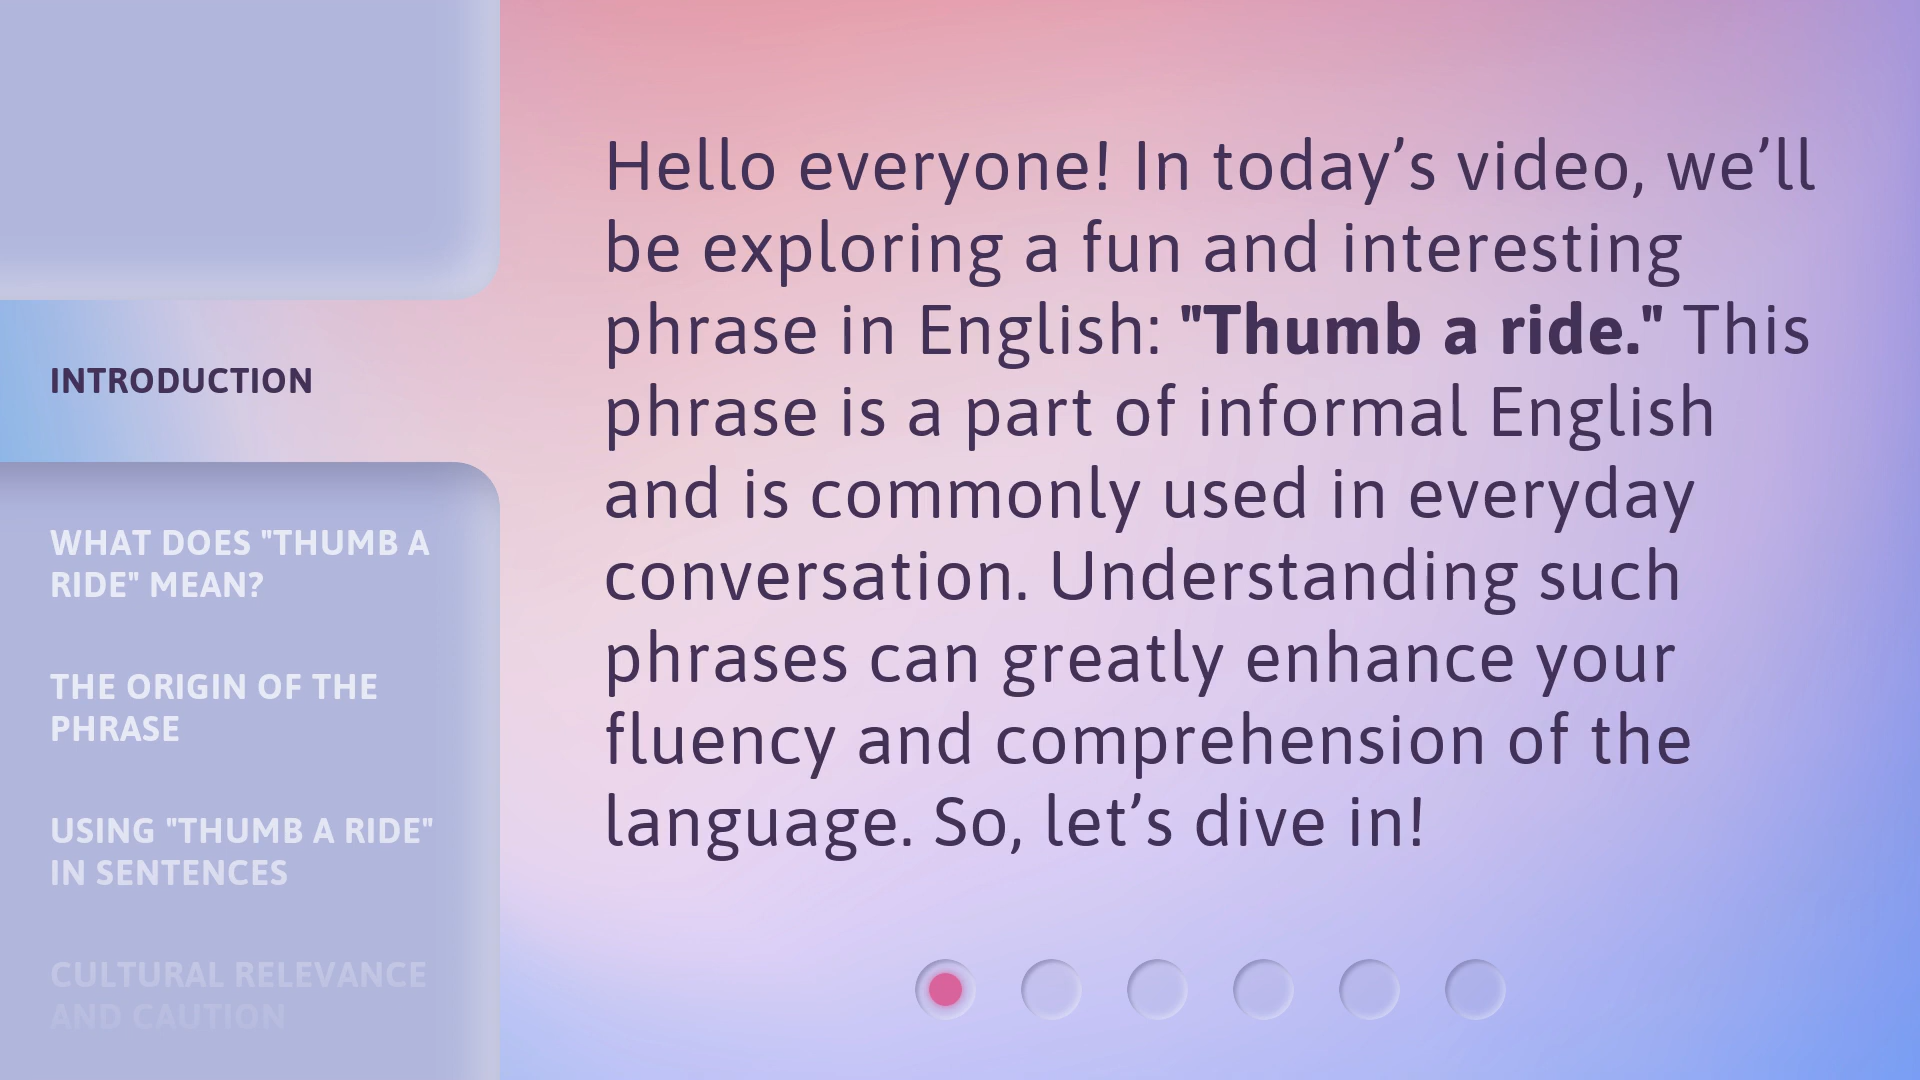 INTRODUCTION
WHAT DOES "THUMB A
RIDE" MEAN?
THE ORIGIN OF THE
PHRASE
USING "THUMB A RIDE"
IN SENTENCES
CULTURAL RELEVANCE
AND CAUTION
Hello everyone! In today’s video, we’ll
be exploring a fun and interesting
phrase in English: "Thumb a ride." This
phrase is a part of informal English
and is commonly used in everyday
conversation. Understanding such
phrases can greatly enhance your
fluency and comprehension of the
language. So, let’s dive in!